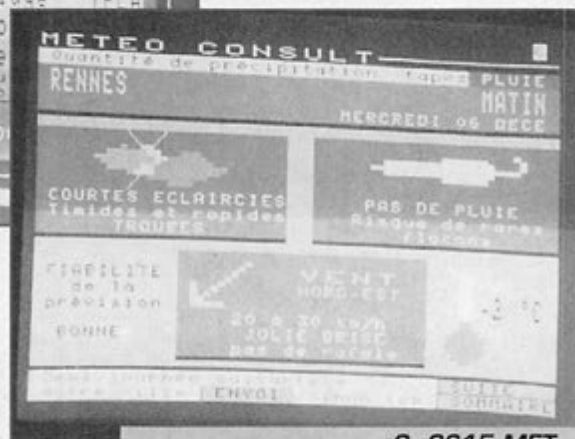 METEO CONSULT
Quantité de précipitation, tapez PLUIE
RENNES
MATIN
MERCREDI 06 DECE
COURTES ECLAIRCIES
Timides et rapides
TROUEES
PAS DE PLUIE
Risque de rares
flocons
FIABILITE
de la
prévision
BONNE
VENT
NORD-EST
20 à 30 km/h
JOLIE BRISE
pas de rafale
°C
SUITE
ENVOI
SOMMAIRE
3615 MET